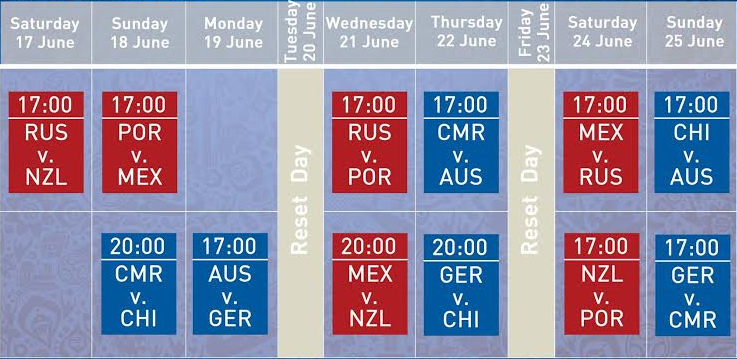 Saturday
17 June
Sunday
18 June
Monday
19 June
Tuesday
20 June
Wednesday
21 June
Thursday
22 June
Friday
23 June
Saturday
24 June
Sunday
25 June
17:00
RUS
v.
NZL
17:00
POR
v.
MEX
17:00
RUS
v.
POR
17:00
CMR
v.
AUS
17:00
MEX
v.
RUS
17:00
CHI
v.
AUS
Reset Day
Reset Day
20:00
CMR
v.
CHI
17:00
AUS
v.
GER
20:00
MEX
v.
NZL
20:00
GER
v.
CHI
17:00
NZL
v.
POR
17:00
GER
v.
CMR